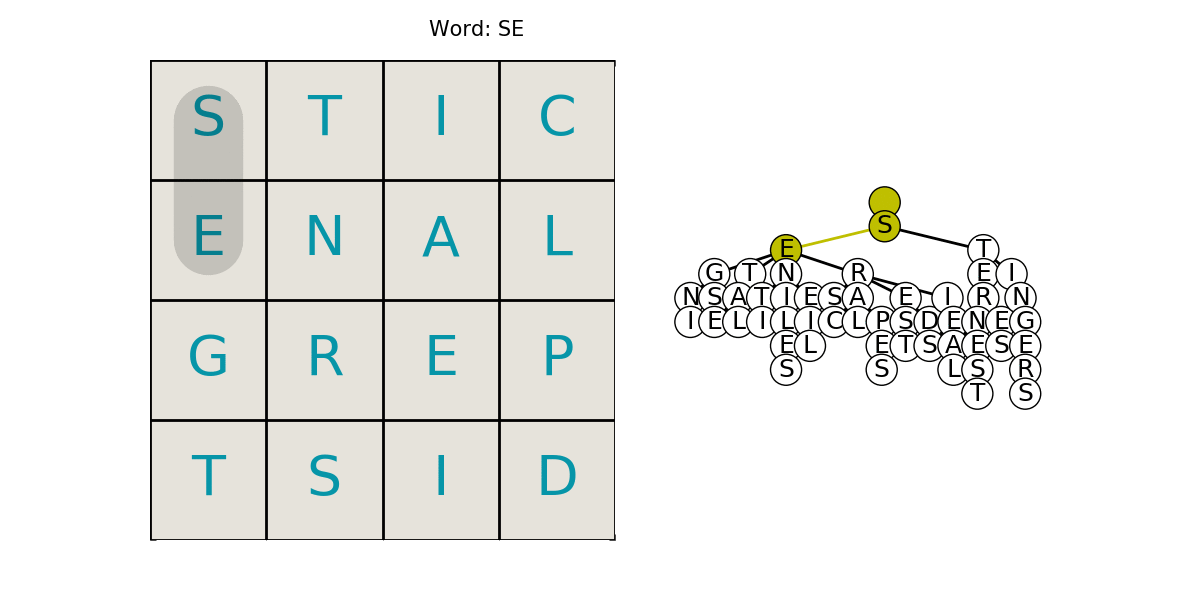 Word: SE
S T I C
E N A L
G R E P
T S I D
S
E T
G T N R E I
N S A T I E S A E I R N
I E L I L I C L P S D E N E G
E L E T S A E S E
S S L S R
T S